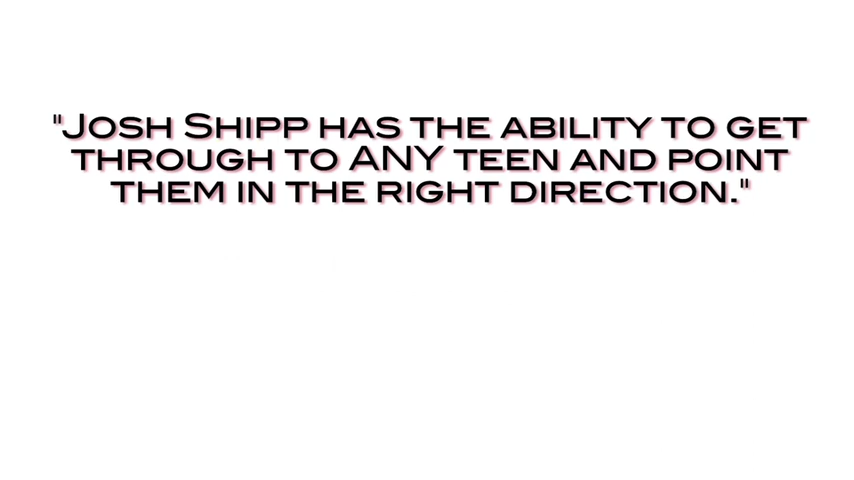 "Josh Shipp has the ability to get
through to ANY teen and point
them in the right direction."